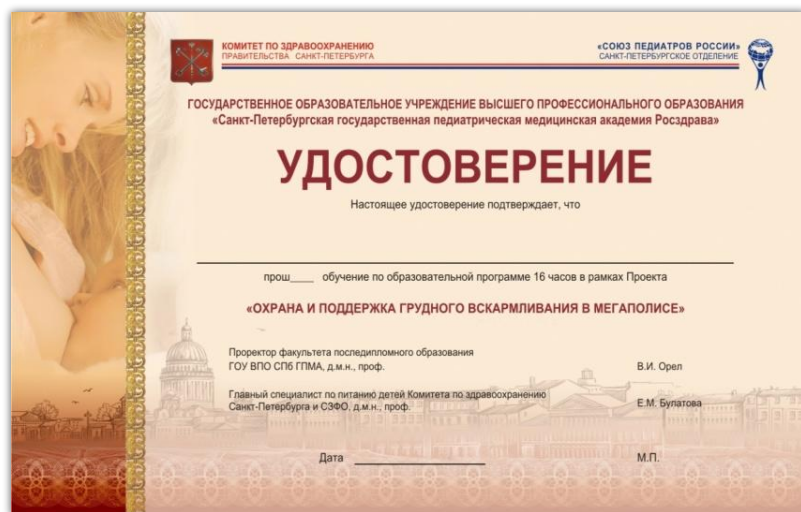 КОМИТЕТ ПО ЗДРАВООХРАНЕНИЮ
ПРАВИТЕЛЬСТВА САНКТ-ПЕТЕРБУРГА
«СОЮЗ ПЕДИАТРОВ РОССИИ»
САНКТ-ПЕТЕРБУРГСКОЕ ОТДЕЛЕНИЕ
ГОСУДАРСТВЕННОЕ ОБРАЗОВАТЕЛЬНОЕ УЧРЕЖДЕНИЕ ВЫСШЕГО ПРОФЕССИОНАЛЬНОГО ОБРАЗОВАНИЯ
«Санкт-Петербургская государственная педиатрическая медицинская академия Росздрава»
УДОСТОВЕРЕНИЕ
Настоящее удостоверение подтверждает, что
прош____ обучение по образовательной программе 16 часов в рамках Проекта
«ОХРАНА И ПОДДЕРЖКА ГРУДНОГО ВСКАРМЛИВАНИЯ В МЕГАПОЛИСЕ»
Проректор факультета последипломного образования
ГОУ ВПО СПб ГПМА, д.м.н., проф. В.И. Орел
Главный специалист по питанию детей Комитета по здравоохранению
Санкт-Петербурга и СЗФО, д.м.н., проф. Е.М. Булатова
Дата ____________ М.П.